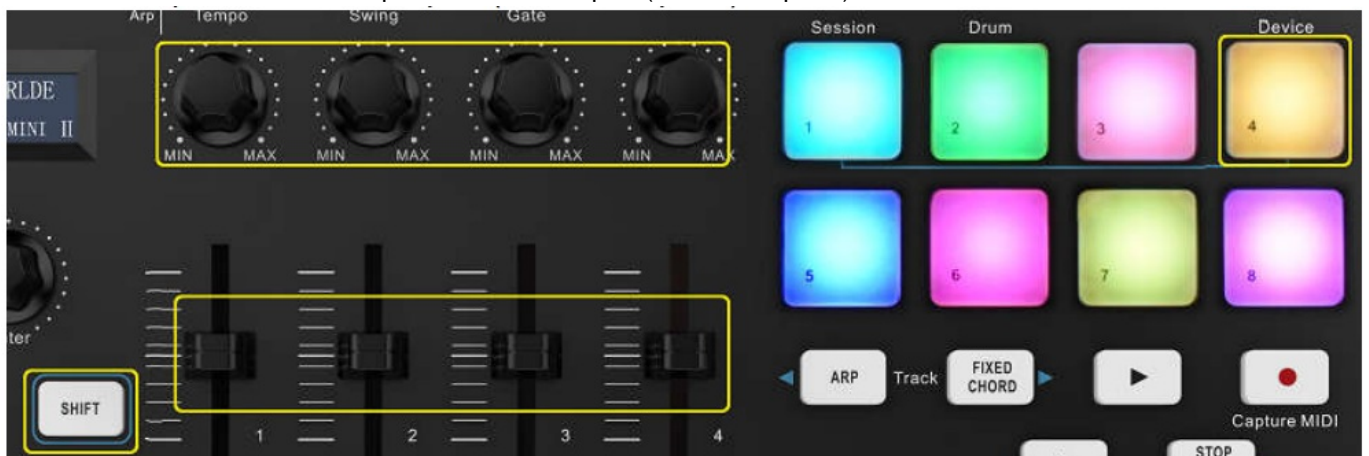 Arp Tempo Swing Gate Session Drum Device
RLDE
MINI II
MIN MAX MIN MAX MIN MAX MIN MAX
1 2 3 4
5 6 7 8
ter
SHIFT
ARP Track FIXED CHORD
Capture MIDI
1 2 3 4
STOP